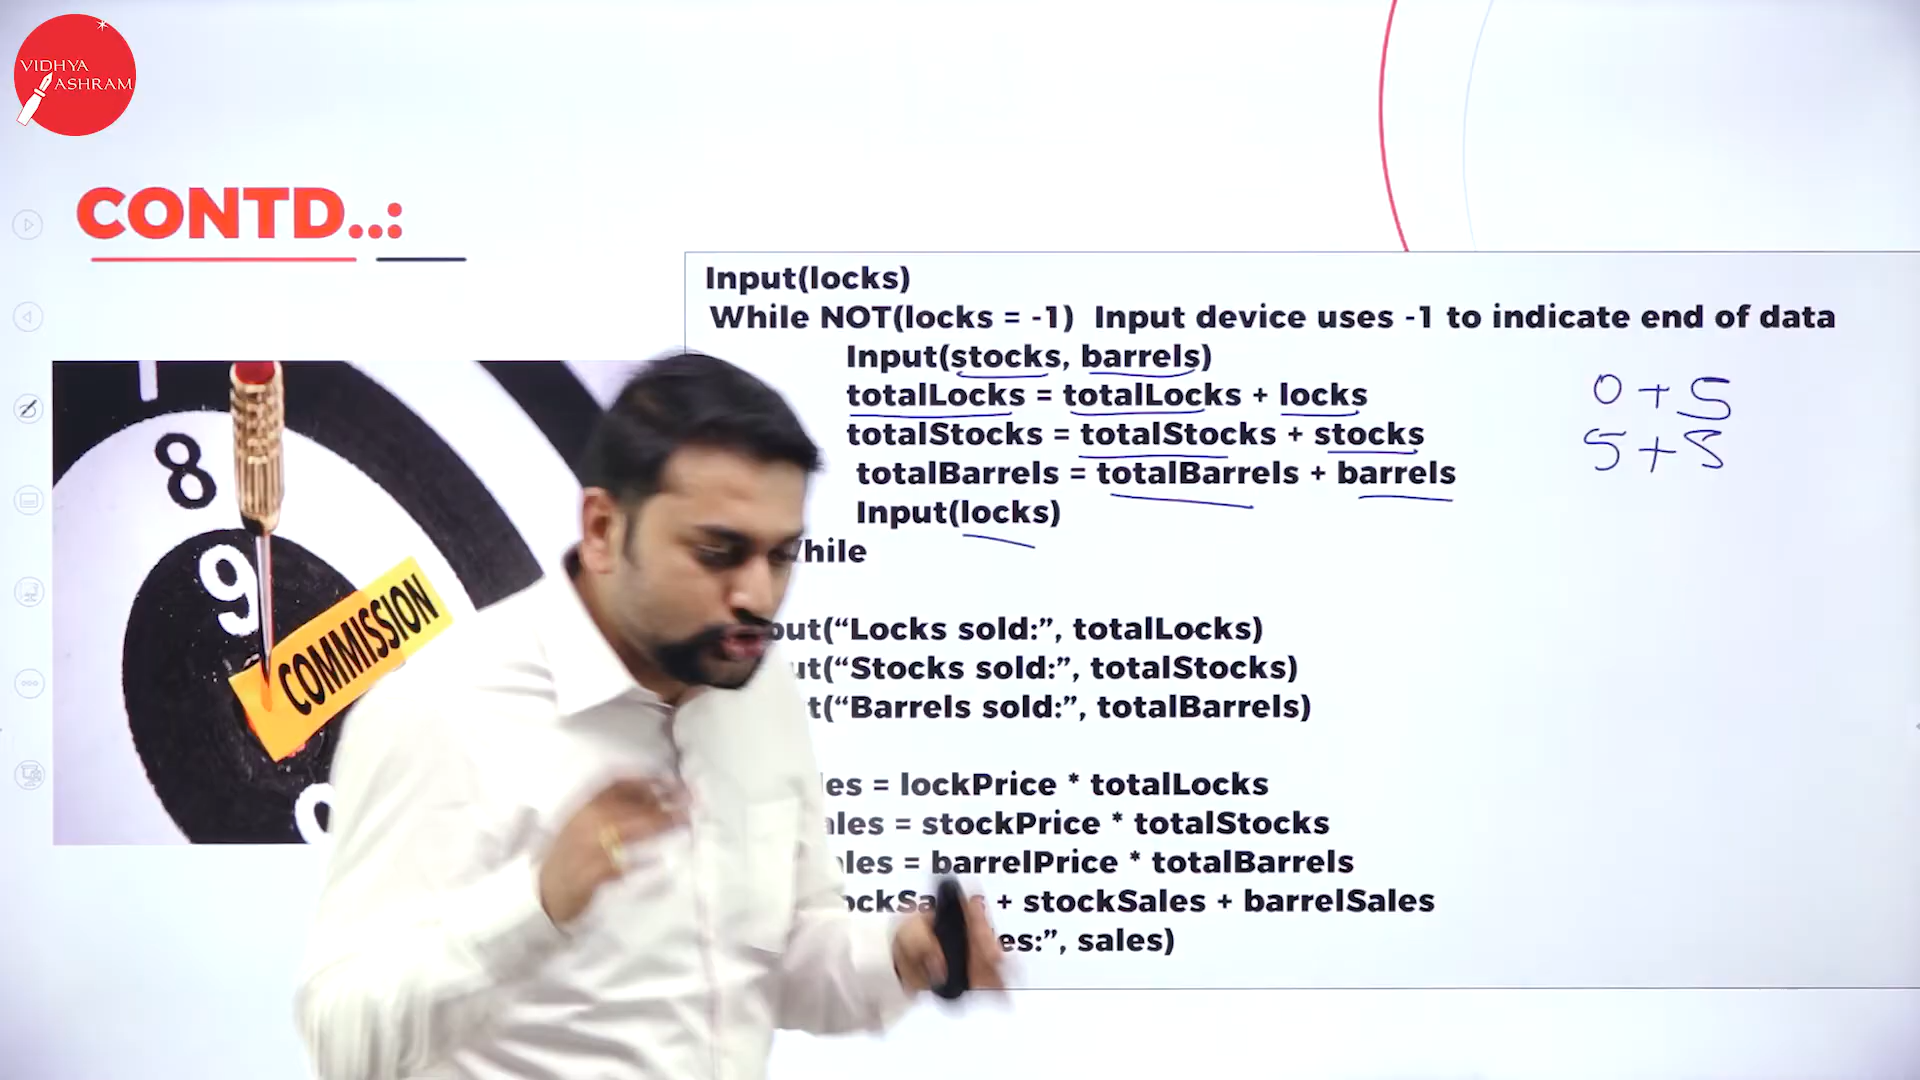 VIDHYA
ASHRAM
CONTD..:
Input(locks)
While NOT(locks = -1) Input device uses -1 to indicate end of data
Input(stocks, barrels)
totalLocks = totalLocks + locks
totalStocks = totalStocks + stocks
totalBarrels = totalBarrels + barrels
Input(locks)
0 + 5
5 + 5
8
9
COMMISSION
(“Locks sold:”, totalLocks)
(“Stocks sold:”, totalStocks)
(“Barrels sold:”, totalBarrels)
= lockPrice * totalLocks
= stockPrice * totalStocks
= barrelPrice * totalBarrels
+ stockSales + barrelSales
sales)